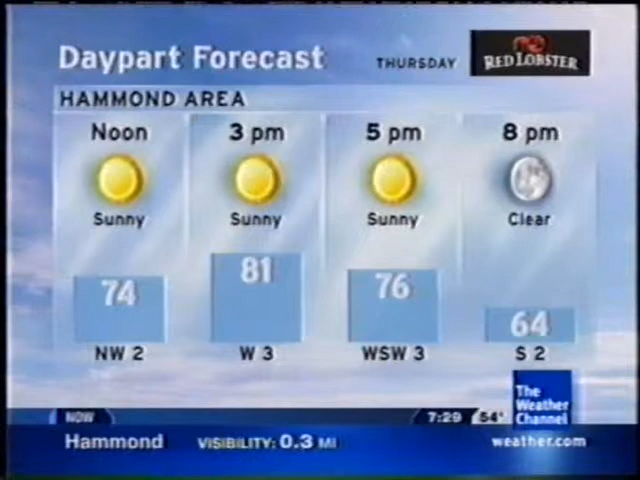 Daypart Forecast THURSDAY RED LOBSTER
HAMMOND AREA
Noon 3 pm 5 pm 8 pm
Sunny Sunny Sunny Clear
74 81 76 64
NW 2 W 3 WSW 3 S 2
The
Weather
Channel
NOW 7:29 54°
Hammond VISIBILITY: 0.3 MI weather.com